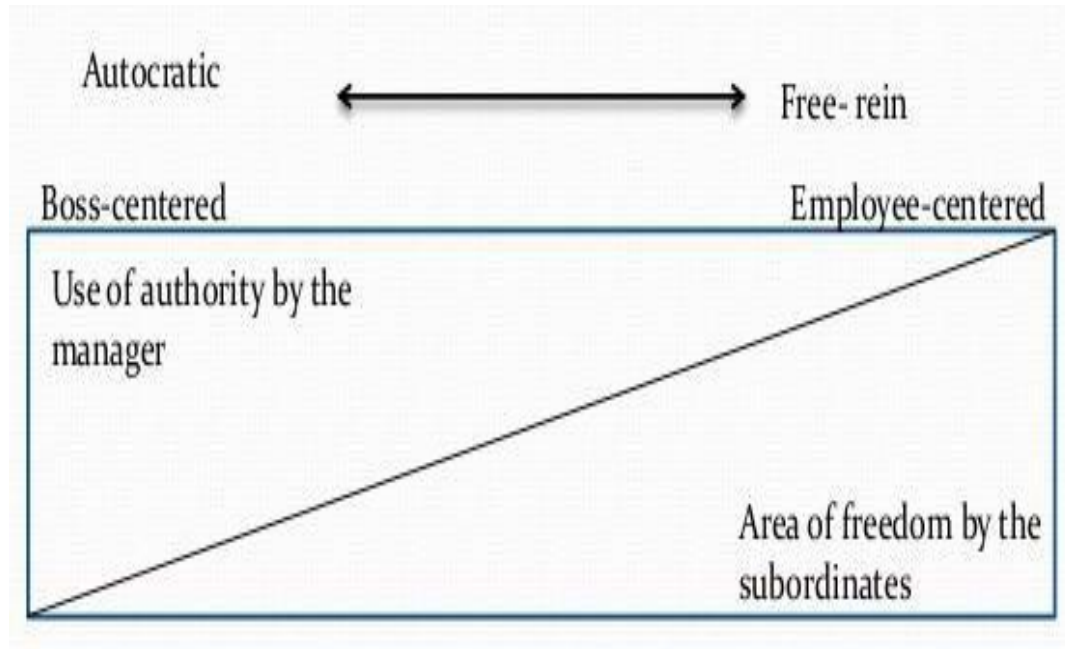 Autocratic
Free- rein
Boss-centered
Employee-centered
Use of authority by the
manager
Area of freedom by the
subordinates